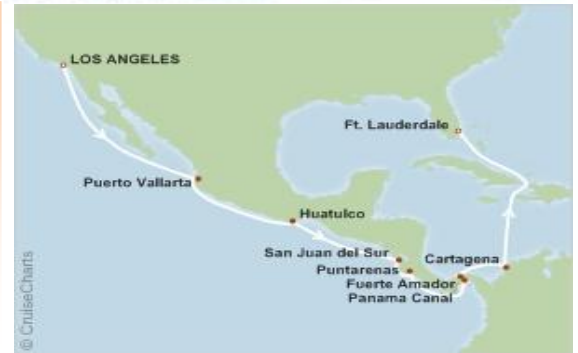 LOS ANGELES
Ft. Lauderdale
Puerto Vallarta
Huatulco
San Juan del Sur
Cartagena
Puntarenas
Fuerte Amador
Panama Canal
© CruiseCharts